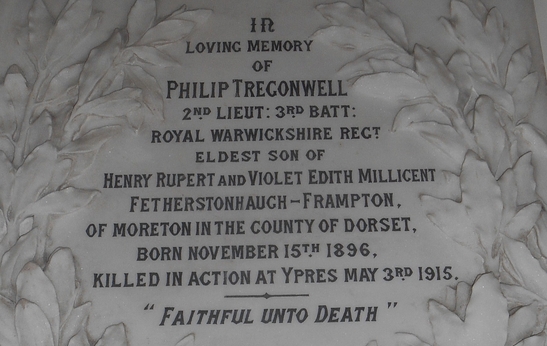 IN
LOVING MEMORY
OF
PHILIP TREGONWELL
2ND LIEUT: 3RD BATT:
ROYAL WARWICKSHIRE REGT
ELDEST SON OF
HENRY RUPERT AND VIOLET EDITH MILLICENT
FETHERSTONHAUGH-FRAMPTON,
OF MORETON IN THE COUNTY OF DORSET,
BORN NOVEMBER 15TH 1896,
KILLED IN ACTION AT YPRES MAY 3RD 1915.
"FAITHFUL UNTO DEATH"